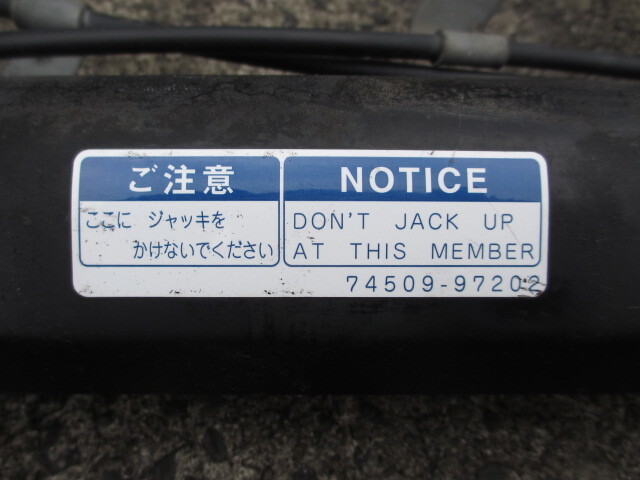 ご注意
ここに ジャッキを
かけないでください
NOTICE
DON'T JACK UP
AT THIS MEMBER
74509-97202